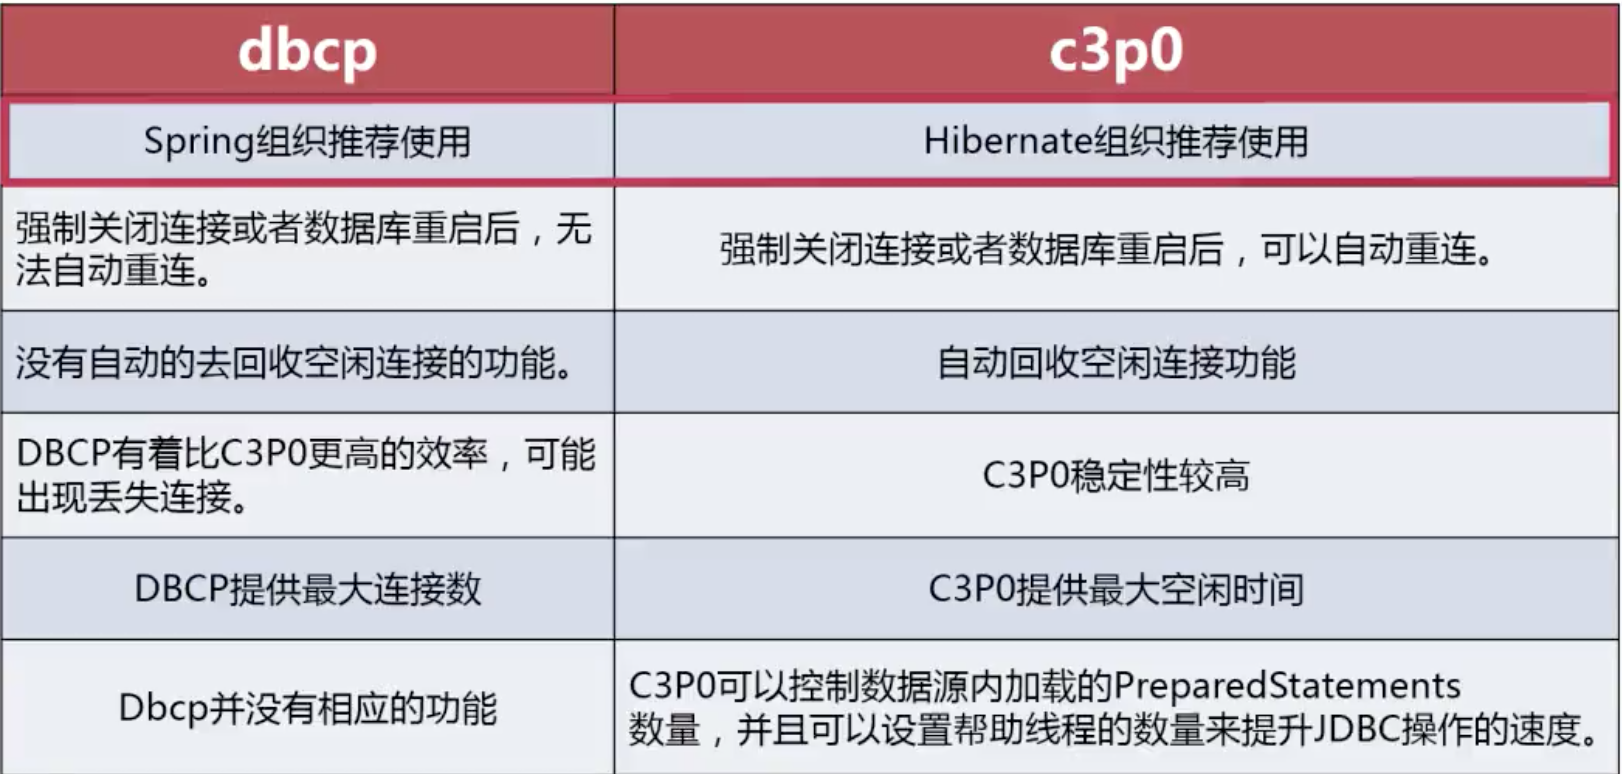 dbcp
c3p0
Spring组织推荐使用
Hibernate组织推荐使用
强制关闭连接或者数据库重启后，无
法自动重连。
强制关闭连接或者数据库重启后，可以自动重连。
没有自动的去回收空闲连接的功能。
自动回收空闲连接功能
DBCP有着比C3P0更高的效率，可能
出现丢失连接。
C3P0稳定性较高
DBCP提供最大连接数
C3P0提供最大空闲时间
Dbcp并没有相应的功能
C3P0可以控制数据源内加载的PreparedStatements
数量，并且可以设置帮助线程的数量来提升JDBC操作的速度。